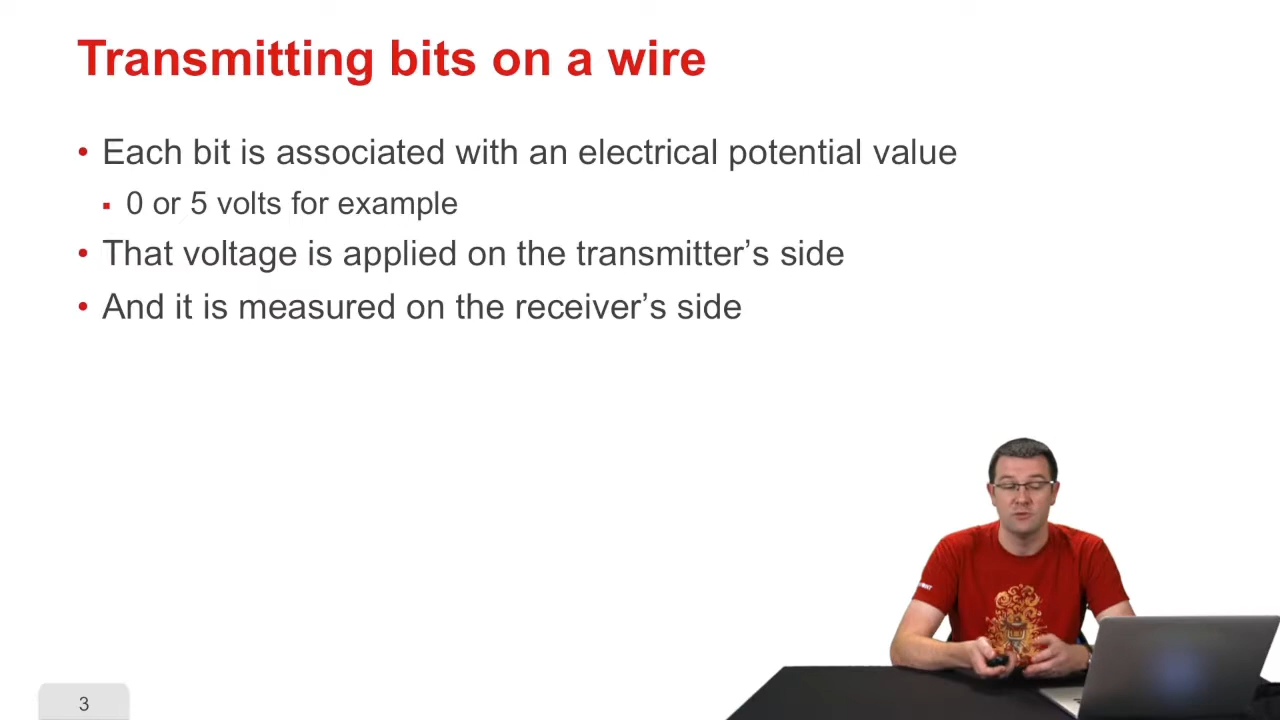 Transmitting bits on a wire
• Each bit is associated with an electrical potential value
▪ 0 or 5 volts for example
• That voltage is applied on the transmitter’s side
• And it is measured on the receiver’s side
3